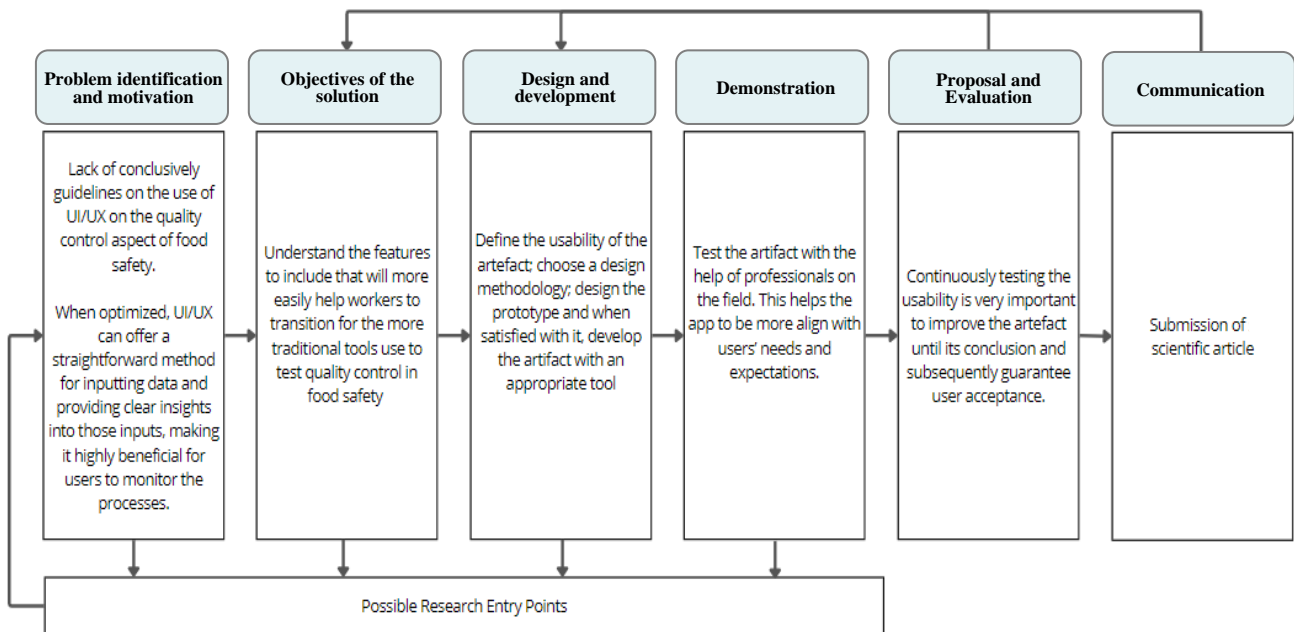 Problem identification
and motivation
Objectives of the
solution
Design and
development
Demonstration
Proposal and
Evaluation
Communication
Lack of conclusively
guidelines on the use of
UI/UX on the quality
control aspect of food
safety.
When optimized, UI/UX
can offer a
straightforward method
for inputting data and
providing clear insights
into those inputs, making
it highly beneficial for
users to monitor the
processes.
Understand the features
to include that will more
easily help workers to
transition for the more
traditional tools use to
test quality control in
food safety
Define the usability of the
artefact; choose a design
methodology; design the
prototype and when
satisfied with it, develop
the artifact with an
appropriate tool
Test the artifact with the
help of professionals on
the field. This helps the
app to be more align with
users' needs and
expectations.
Continuously testing the
usability is very important
to improve the artefact
until its conclusion and
subsequently guarantee
user acceptance.
Submission of
scientific article
Possible Research Entry Points